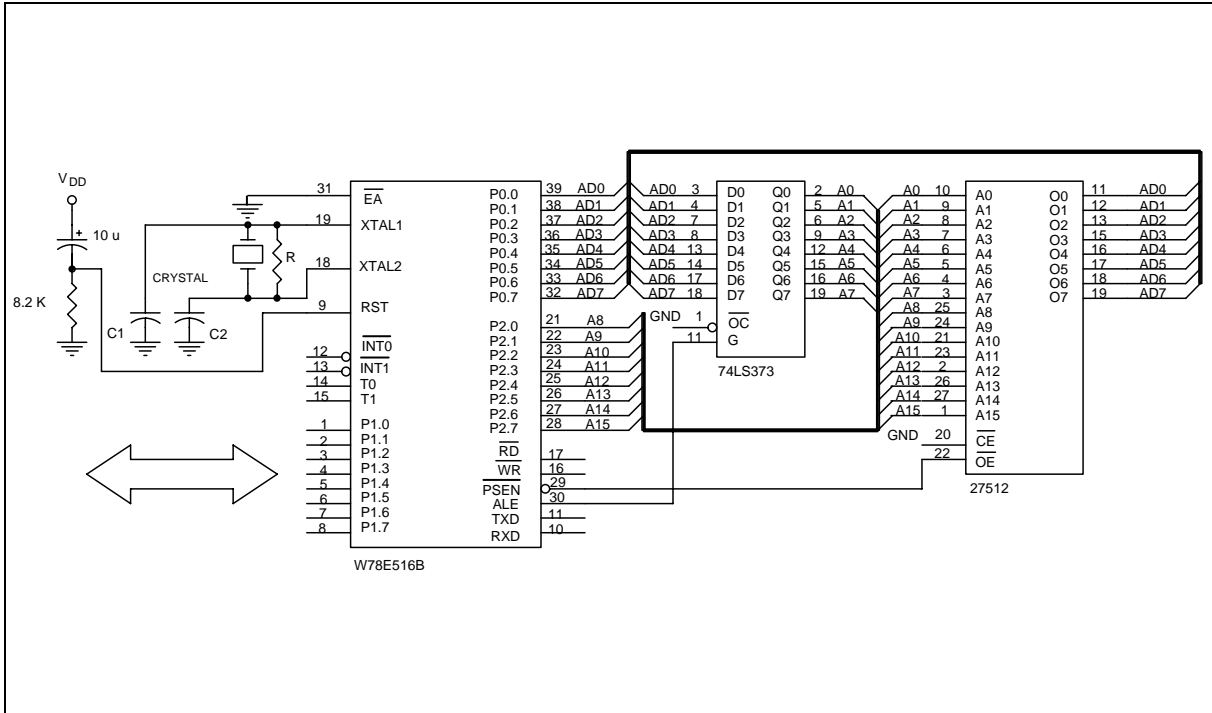 VDD
10 u
8.2 K
C1
CRYSTAL
C2
R
31 EA
19 XTAL1
18 XTAL2
9 RST
12 INT0
13 INT1
14 T0
15 T1
1 P1.0
2 P1.1
3 P1.2
4 P1.3
5 P1.4
6 P1.5
7 P1.6
8 P1.7
P0.0 39 AD0
P0.1 38 AD1
P0.2 37 AD2
P0.3 36 AD3
P0.4 35 AD4
P0.5 34 AD5
P0.6 33 AD6
P0.7 32 AD7
P2.0 21 A8
P2.1 22 A9
P2.2 23 A10
P2.3 24 A11
P2.4 25 A12
P2.5 26 A13
P2.6 27 A14
P2.7 28 A15
RD 17
WR 16
PSEN 29
ALE 30
TXD 11
RXD 10
W78E516B
AD0 3 D0 Q0 2 A0
AD1 4 D1 Q1 5 A1
AD2 7 D2 Q2 6 A2
AD3 8 D3 Q3 9 A3
AD4 13 D4 Q4 12 A4
AD5 14 D5 Q5 15 A5
AD6 17 D6 Q6 16 A6
AD7 18 D7 Q7 19 A7
GND 1 OC
11 G
74LS373
A0 10 A0 O0 11 AD0
A1 9 A1 O1 12 AD1
A2 8 A2 O2 13 AD2
A3 7 A3 O3 15 AD3
A4 6 A4 O4 16 AD4
A5 5 A5 O5 17 AD5
A6 4 A6 O6 18 AD6
A7 3 A7 O7 19 AD7
A8 25 A8
A9 24 A9
A10 21 A10
A11 23 A11
A12 2 A12
A13 26 A13
A14 27 A14
A15 1 A15
GND 20 CE
22 OE
27512